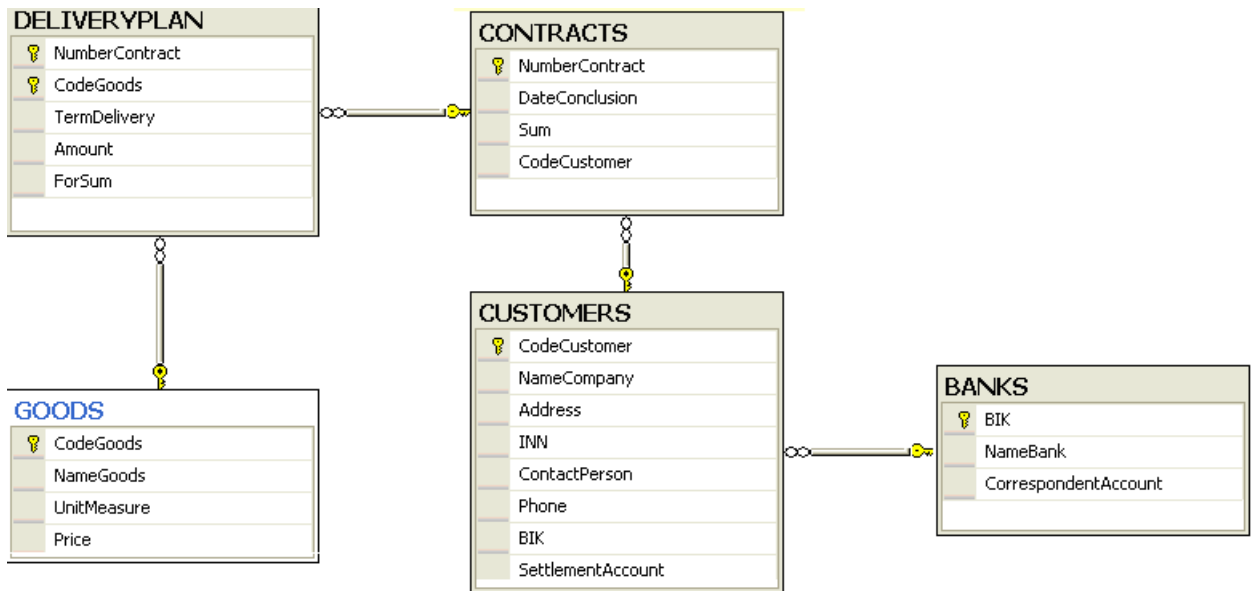 DELIVERYPLAN
NumberContract
CodeGoods
TermDelivery
Amount
ForSum
CONTRACTS
NumberContract
DateConclusion
Sum
CodeCustomer
GOODS
CodeGoods
NameGoods
UnitMeasure
Price
CUSTOMERS
CodeCustomer
NameCompany
Address
INN
ContactPerson
Phone
BIK
SettlementAccount
BANKS
BIK
NameBank
CorrespondentAccount